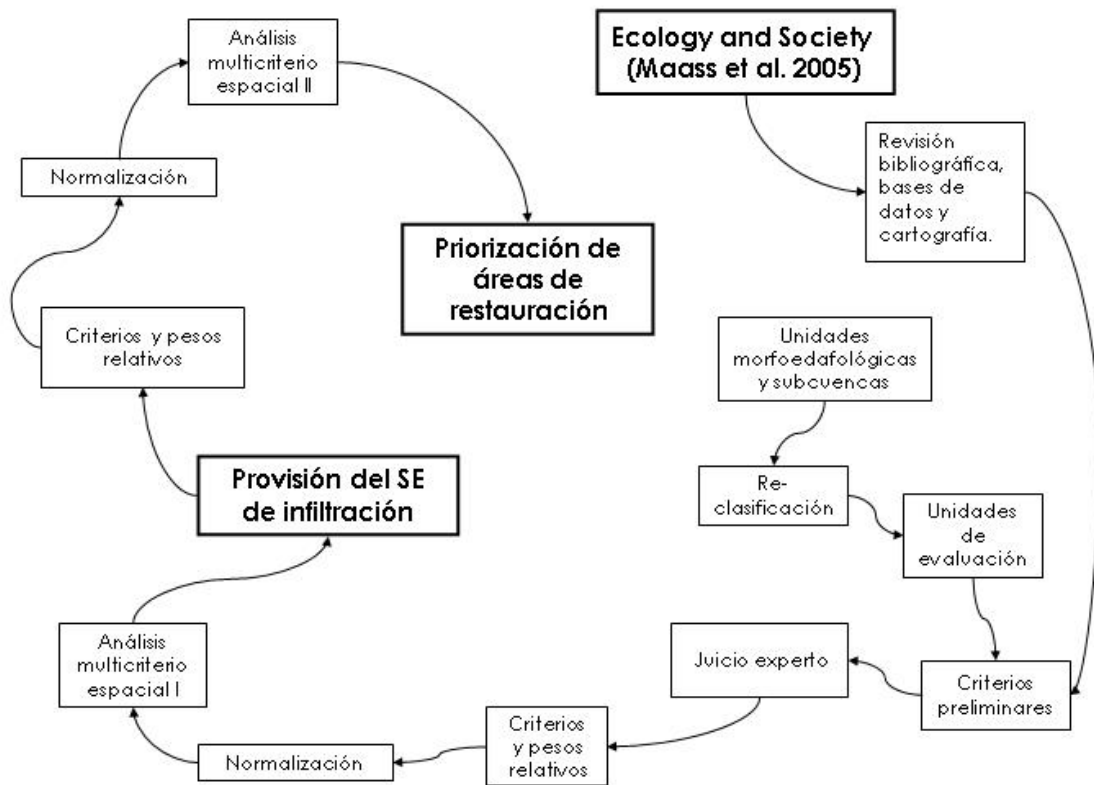 Ecology and Society
(Maass et al. 2005)
Revisión
bibliográfica,
bases de
datos y
cartografía.
Unidades
morfoedafológicas
y subcuencas
Re-
clasificación
Unidades
de
evaluación
Criterios
preliminares
Juicio experto
Criterios
y pesos
relativos
Normalización
Análisis
multicriterio
espacial I
Provisión del SE
de infiltración
Criterios y pesos
relativos
Normalización
Análisis
multicriterio
espacial II
Priorización de
áreas de
restauración